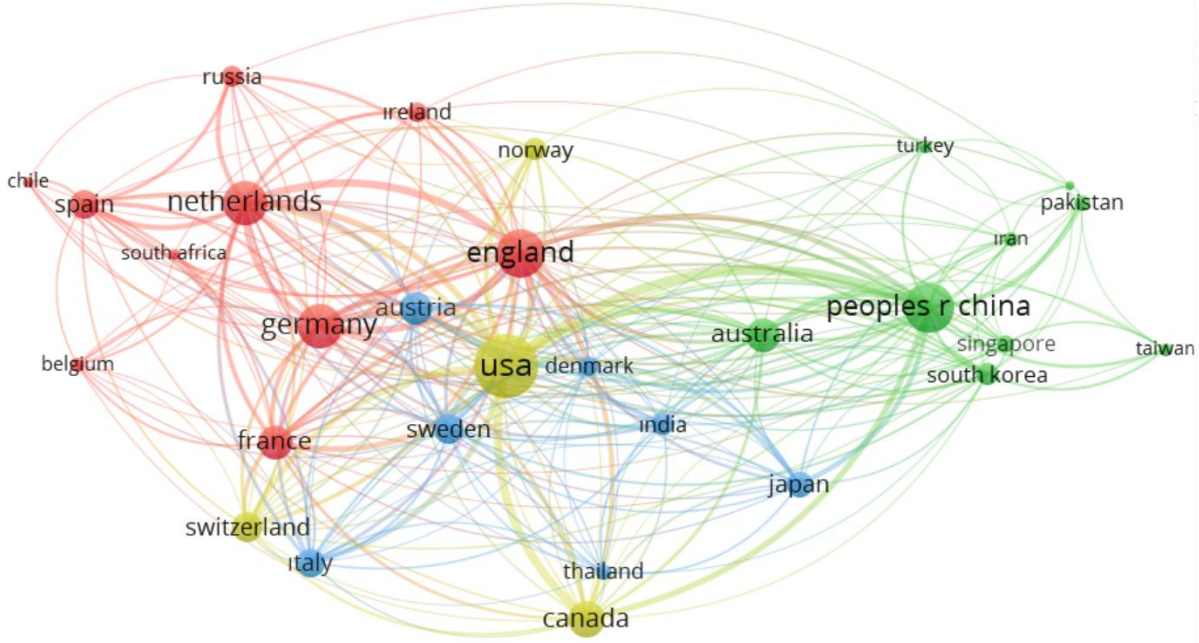 russia
ireland
norway
turkey
chile
spain
netherlands
pakistan
south africa
england
iran
austria
peoples r china
germany
australia
singapore
belgium
usa
denmark
taiwan
south korea
france
sweden
india
japan
switzerland
italy
thailand
canada